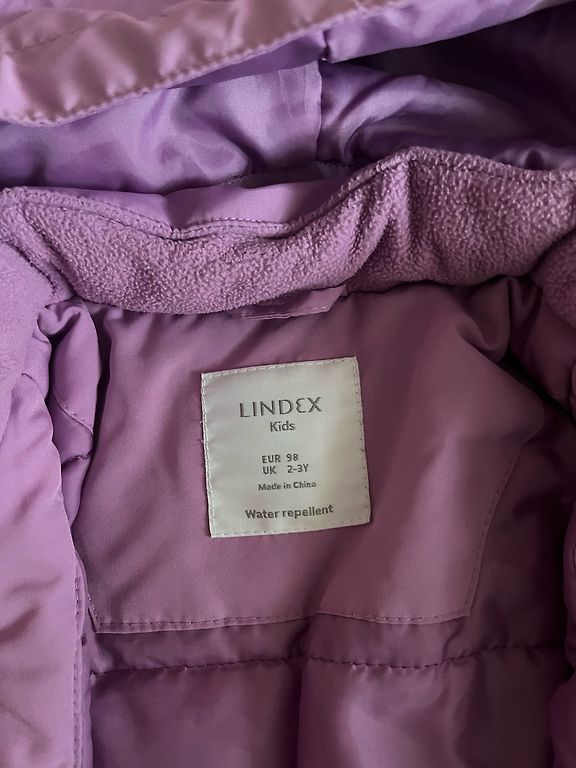 LINDEX
Kids
EUR 98
UK 2-3Y
Made in China
Water repellent